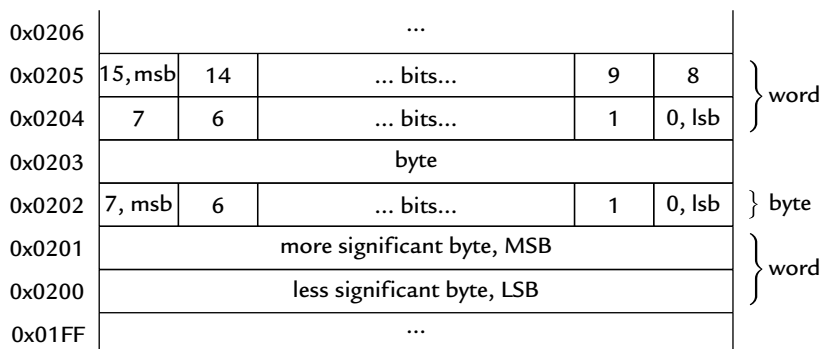 0x0206 ...
0x0205 15, msb 14 ... bits... 9 8
word
0x0204 7 6 ... bits... 1 0, lsb
0x0203 byte
0x0202 7, msb 6 ... bits... 1 0, lsb } byte
0x0201 more significant byte, MSB
word
0x0200 less significant byte, LSB
0x01FF ...